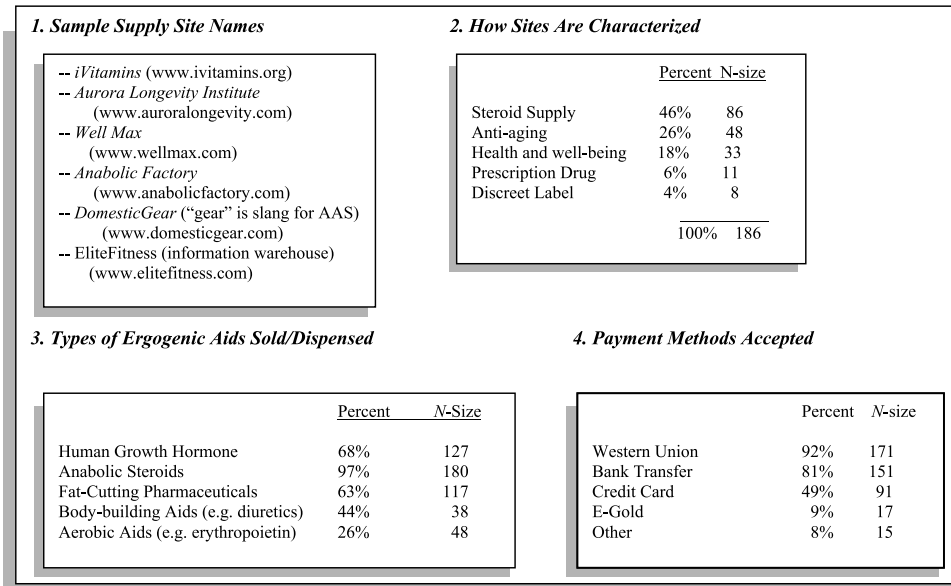 1. Sample Supply Site Names
-- iVitamins (www.ivitamins.org)
-- Aurora Longevity Institute
(www.auroralongevity.com)
-- Well Max
(www.wellmax.com)
-- Anabolic Factory
(www.anabolicfactory.com)
-- DomesticGear (“gear” is slang for AAS)
(www.domesticgear.com)
-- EliteFitness (information warehouse)
(www.elitefitness.com)
2. How Sites Are Characterized
Percent N-size
Steroid Supply 46% 86
Anti-aging 26% 48
Health and well-being 18% 33
Prescription Drug 6% 11
Discreet Label 4% 8
100% 186
3. Types of Ergogenic Aids Sold/Dispensed
Percent N-Size
Human Growth Hormone 68% 127
Anabolic Steroids 97% 180
Fat-Cutting Pharmaceuticals 63% 117
Body-building Aids (e.g. diuretics) 44% 38
Aerobic Aids (e.g. erythropoietin) 26% 48
4. Payment Methods Accepted
Percent N-size
Western Union 92% 171
Bank Transfer 81% 151
Credit Card 49% 91
E-Gold 9% 17
Other 8% 15